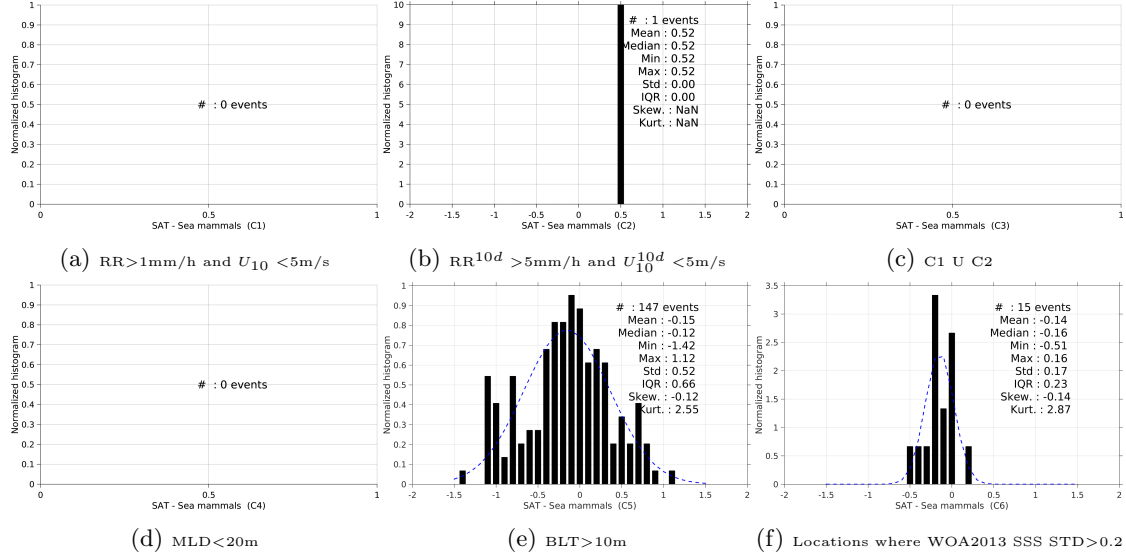 1
0.9
0.8
0.7
0.6
0.5
0.4
0.3
0.2
0.1
0
Normalized histogram
# : 0 events
0 0.5 1
SAT - Sea mammals (C1)
(a) RR>1mm/h and U10 <5m/s
10
9
8
7
6
5
4
3
2
1
0
Normalized histogram
# : 1 events
Mean : 0.52
Median : 0.52
Min : 0.52
Max : 0.52
Std : 0.00
IQR : 0.00
Skew. : NaN
Kurt. : NaN
-2 -1.5 -1 -0.5 0 0.5 1 1.5 2
SAT - Sea mammals (C2)
(b) RR10d >5mm/h and U10 10d <5m/s
1
0.9
0.8
0.7
0.6
0.5
0.4
0.3
0.2
0.1
0
Normalized histogram
# : 0 events
0 0.5 1
SAT - Sea mammals (C3)
(c) C1 U C2
1
0.9
0.8
0.7
0.6
0.5
0.4
0.3
0.2
0.1
0
Normalized histogram
# : 0 events
0 0.5 1
SAT - Sea mammals (C4)
(d) MLD<20m
1
0.9
0.8
0.7
0.6
0.5
0.4
0.3
0.2
0.1
0
Normalized histogram
# : 147 events
Mean : -0.15
Median : -0.12
Min : -1.42
Max : 1.12
Std : 0.52
IQR : 0.66
Skew. : -0.12
Kurt. : 2.55
-2 -1.5 -1 -0.5 0 0.5 1 1.5 2
SAT - Sea mammals (C5)
(e) BLT>10m
3.5
3
2.5
2
1.5
1
0.5
0
Normalized histogram
# : 15 events
Mean : -0.14
Median : -0.16
Min : -0.51
Max : 0.16
Std : 0.17
IQR : 0.23
Skew. : -0.14
Kurt. : 2.87
-2 -1.5 -1 -0.5 0 0.5 1 1.5 2
SAT - Sea mammals (C6)
(f) Locations where WOA2013 SSS STD>0.2